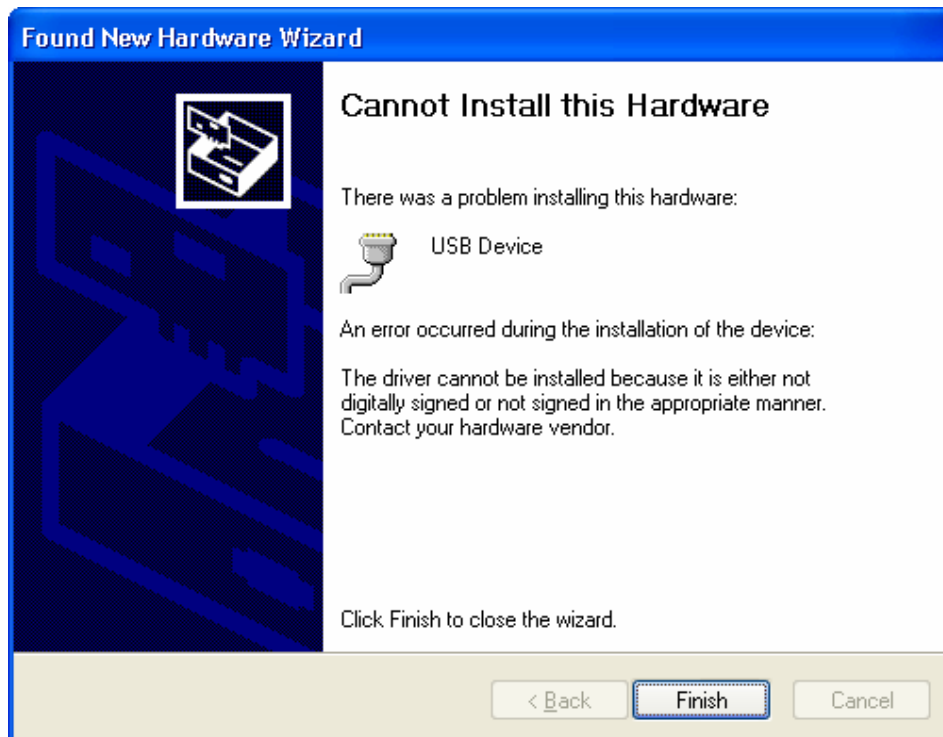 Found New Hardware Wizard
Cannot Install this Hardware
There was a problem installing this hardware:
USB Device
An error occurred during the installation of the device:
The driver cannot be installed because it is either not
digitally signed or not signed in the appropriate manner.
Contact your hardware vendor.
Click Finish to close the wizard.
< Back
Finish
Cancel